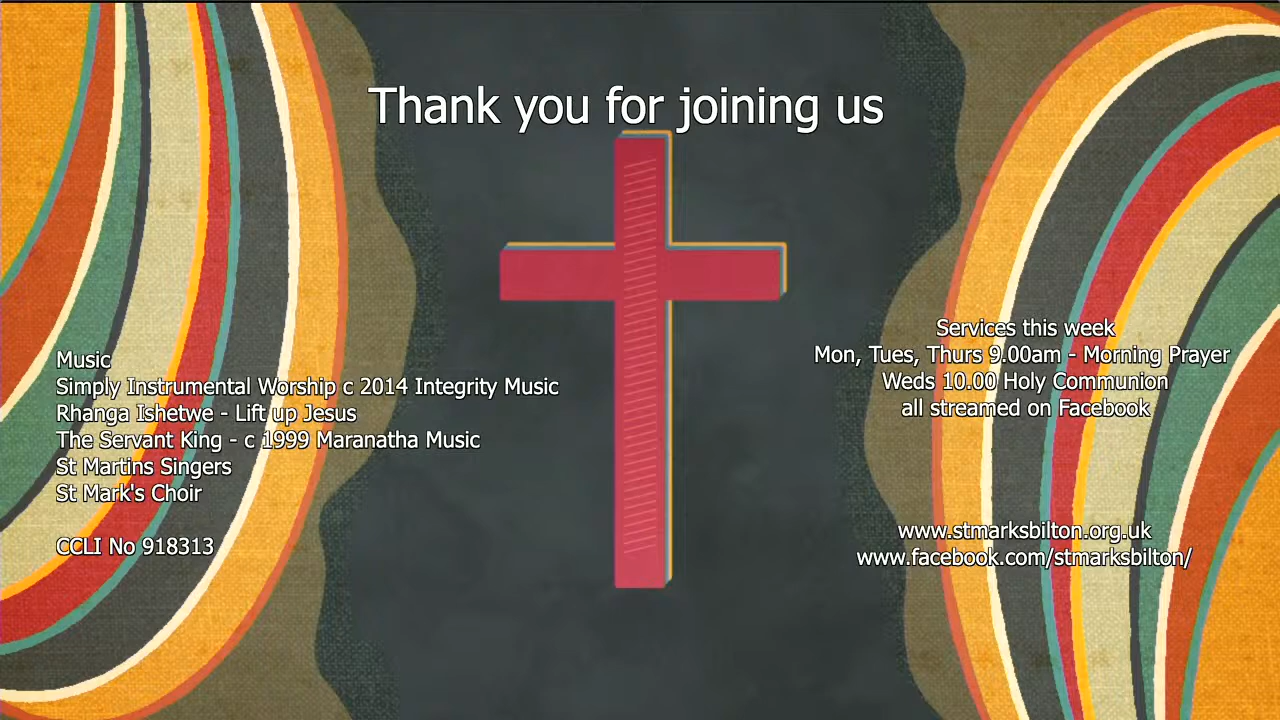 Thank you for joining us
Music
Simply Instrumental Worship c 2014 Integrity Music
Rhanga Ishetwe - Lift up Jesus
The Servant King - c 1999 Maranatha Music
St Martins Singers
St Mark's Choir
CCLI No 918313
Services this week
Mon, Tues, Thurs 9.00am - Morning Prayer
Weds 10.00 Holy Communion
all streamed on Facebook
www.stmarksbilton.org.uk
www.facebook.com/stmarksbilton/